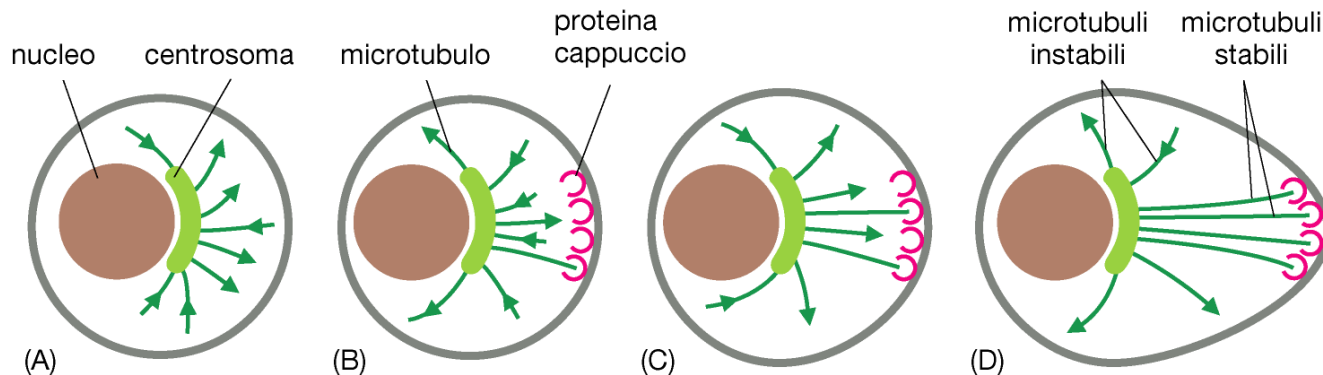 nucleo
centrosoma
microtubulo
proteina
cappuccio
microtubuli
instabili
microtubuli
stabili
(A)
(B)
(C)
(D)